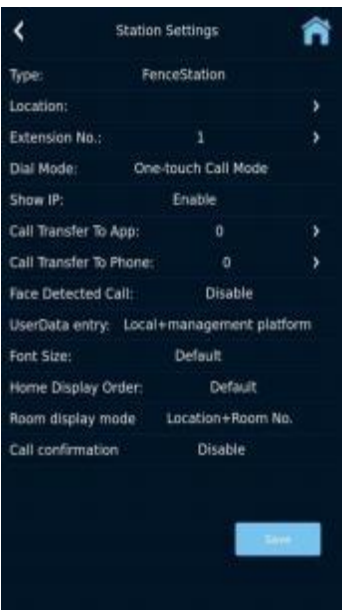 Station Settings
Type: FenceStation
Location:
Extension No.: 1
Dial Mode: One-touch Call Mode
Show IP: Enable
Call Transfer To App: 0
Call Transfer To Phone: 0
Face Detected Call: Disable
UserData entry: Local+management platform
Font Size: Default
Home Display Order: Default
Room display mode Location+Room No.
Call confirmation Disable
Save